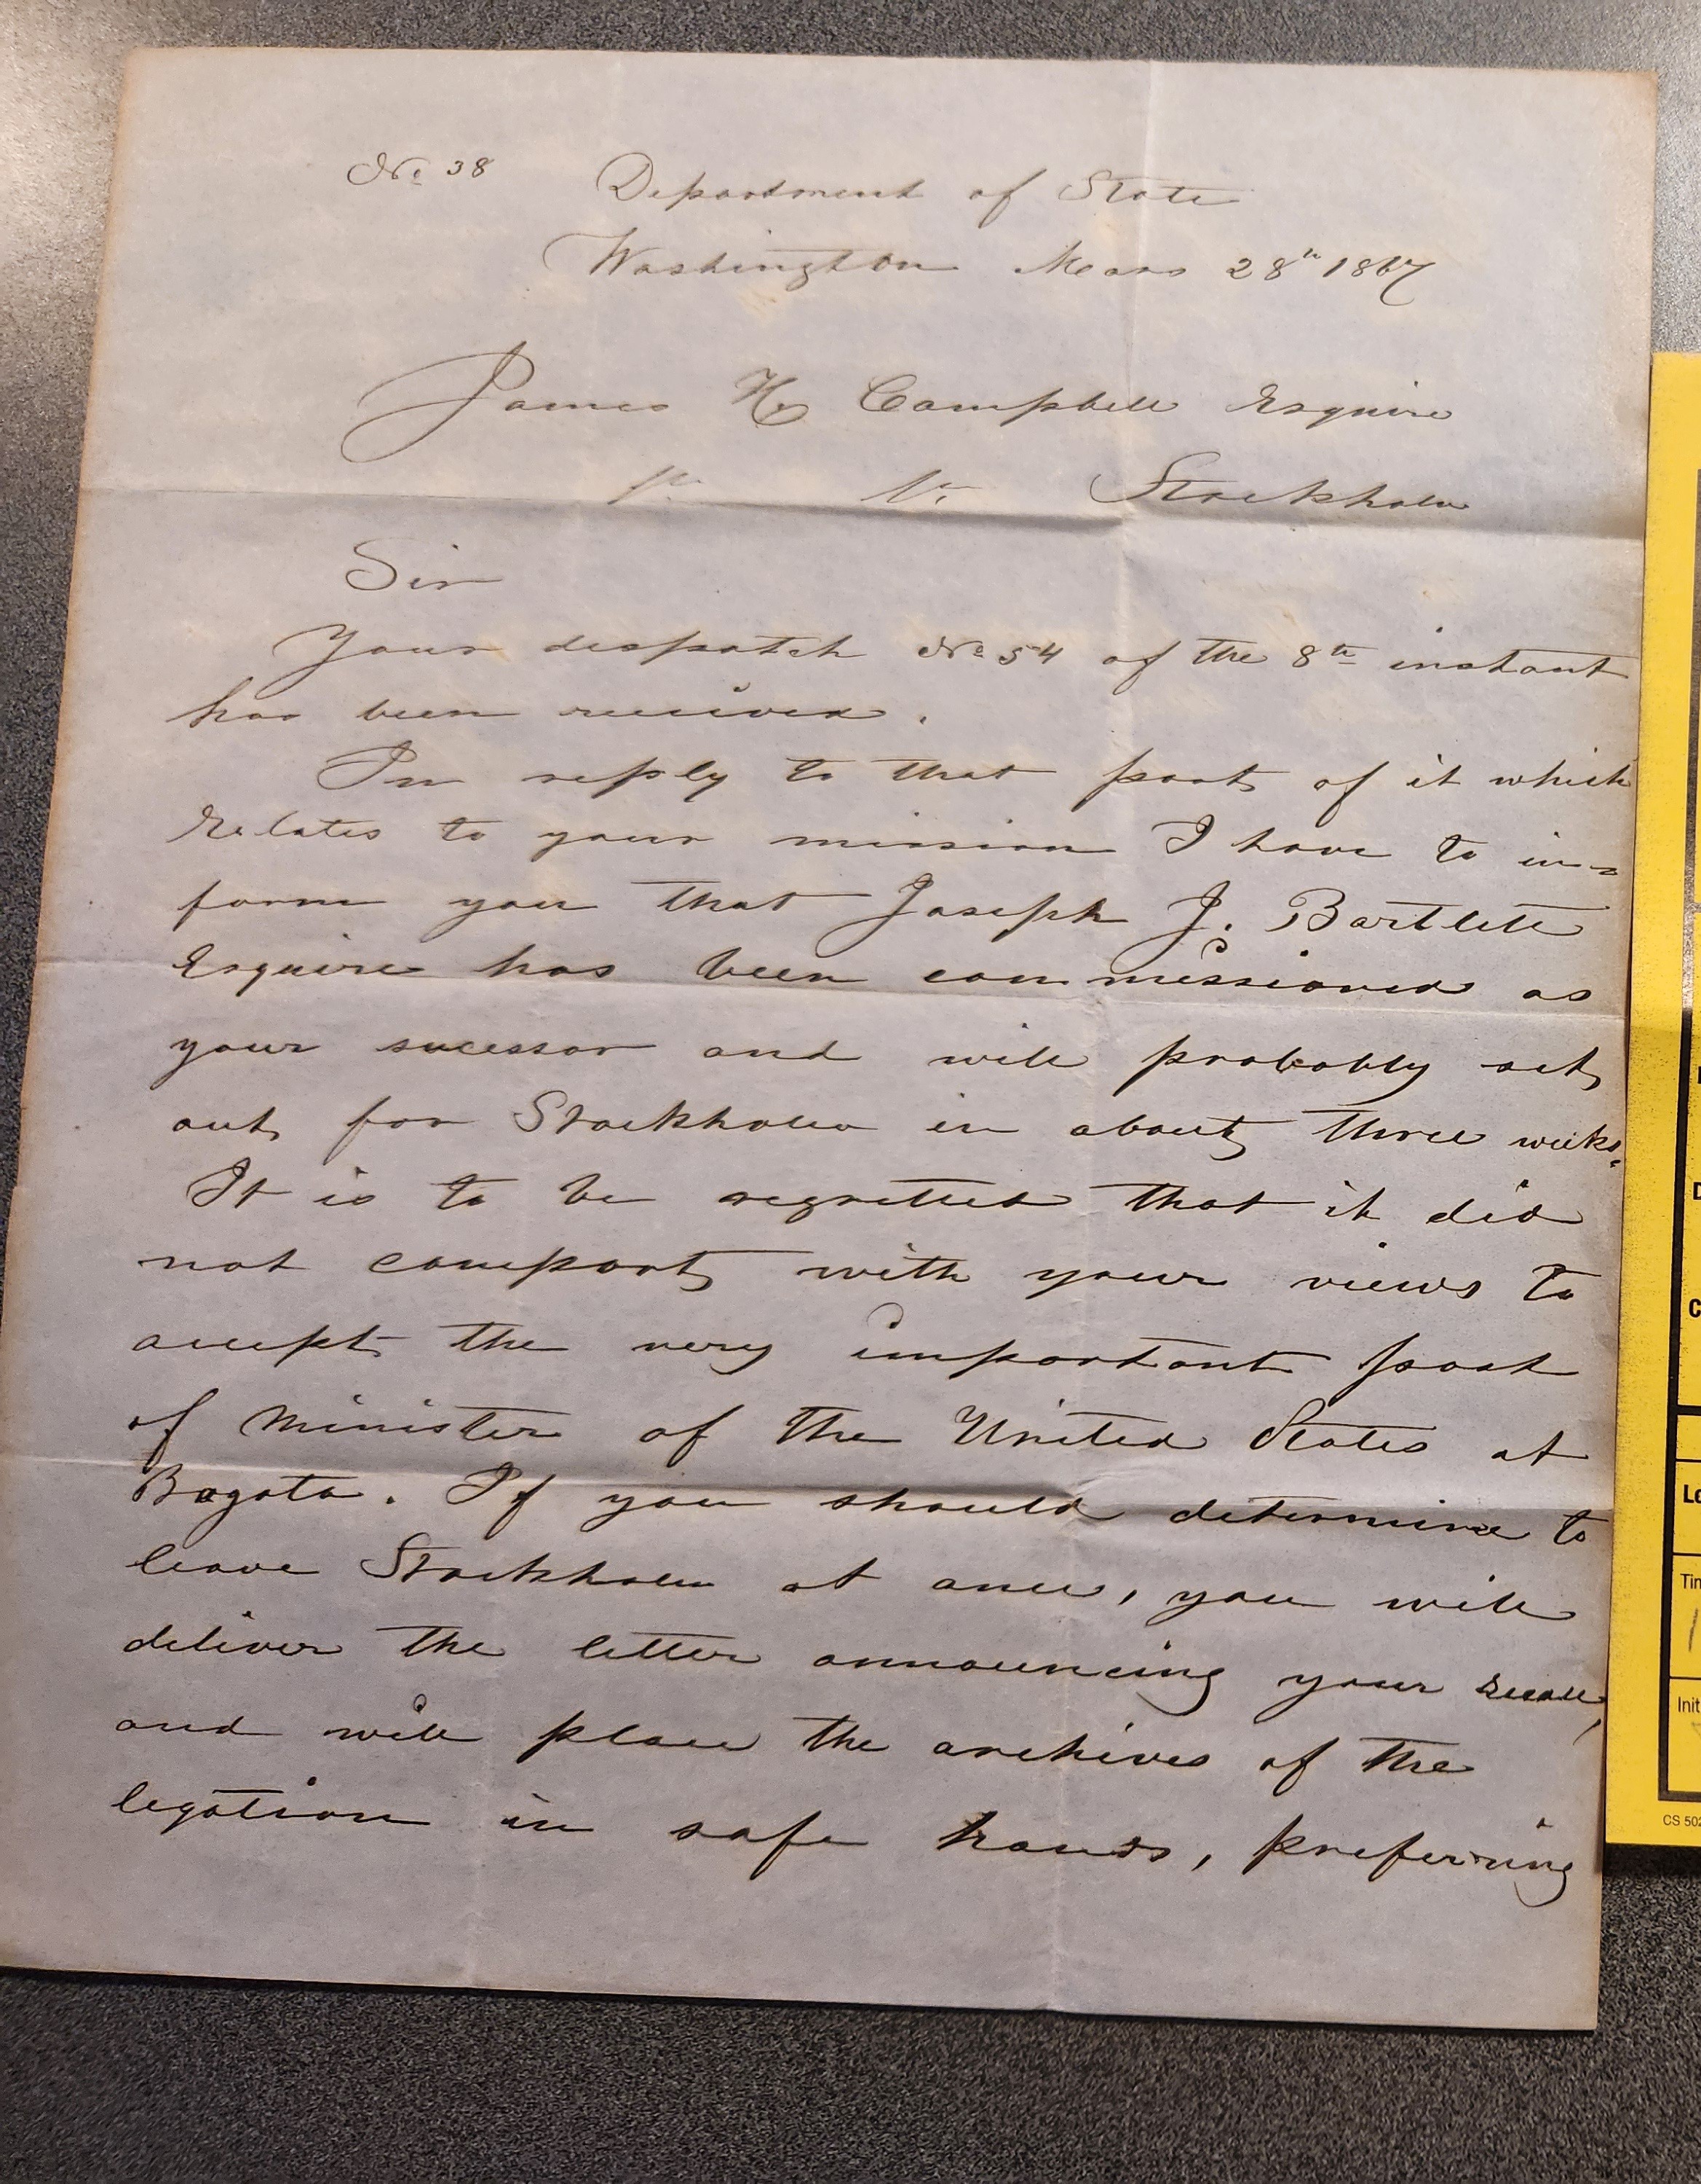 No. 38 Department of State
Washington Mars 28th 1867
James H. Campbell Esquire
&c. &c. Stockholm
Sir
Your despatch No. 54 of the 8th instant
has been received.
In reply to that part of it which
relates to your mission I have to in=
form you that Joseph J. Bartlett
Esquire has been commissioned as
your sucessor and will probably set
out for Stockholm in about three weeks.
It is to be regretted that it did
not comport with your views to
accept the very important post
of Minister of the United States at
Bogota. If you should determine to
leave Stockholm at once, you will
deliver the letter announcing your recall,
and will place the archives of the
legation in safe hands, preferring
D
C
Tim
Init
CS 502